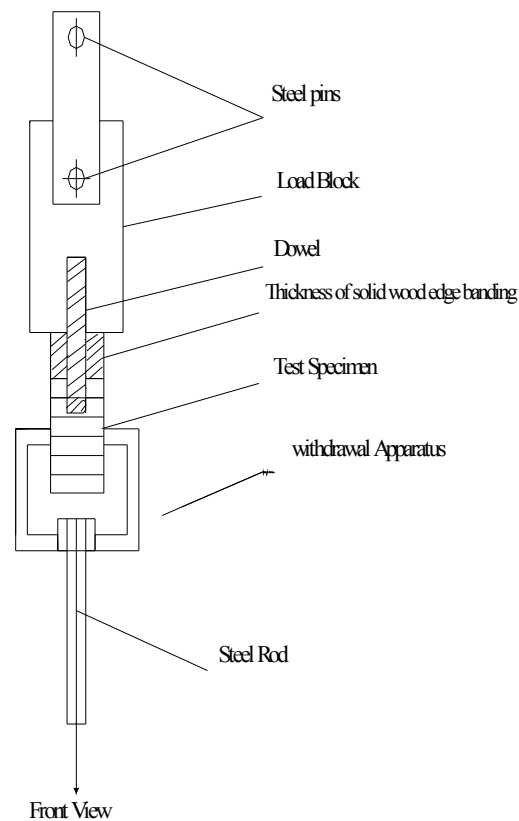 Steel pins
Load Block
Dowel
Thickness of solid wood edge banding
Test Specimen
withdrawal Apparatus
Steel Rod
Front View